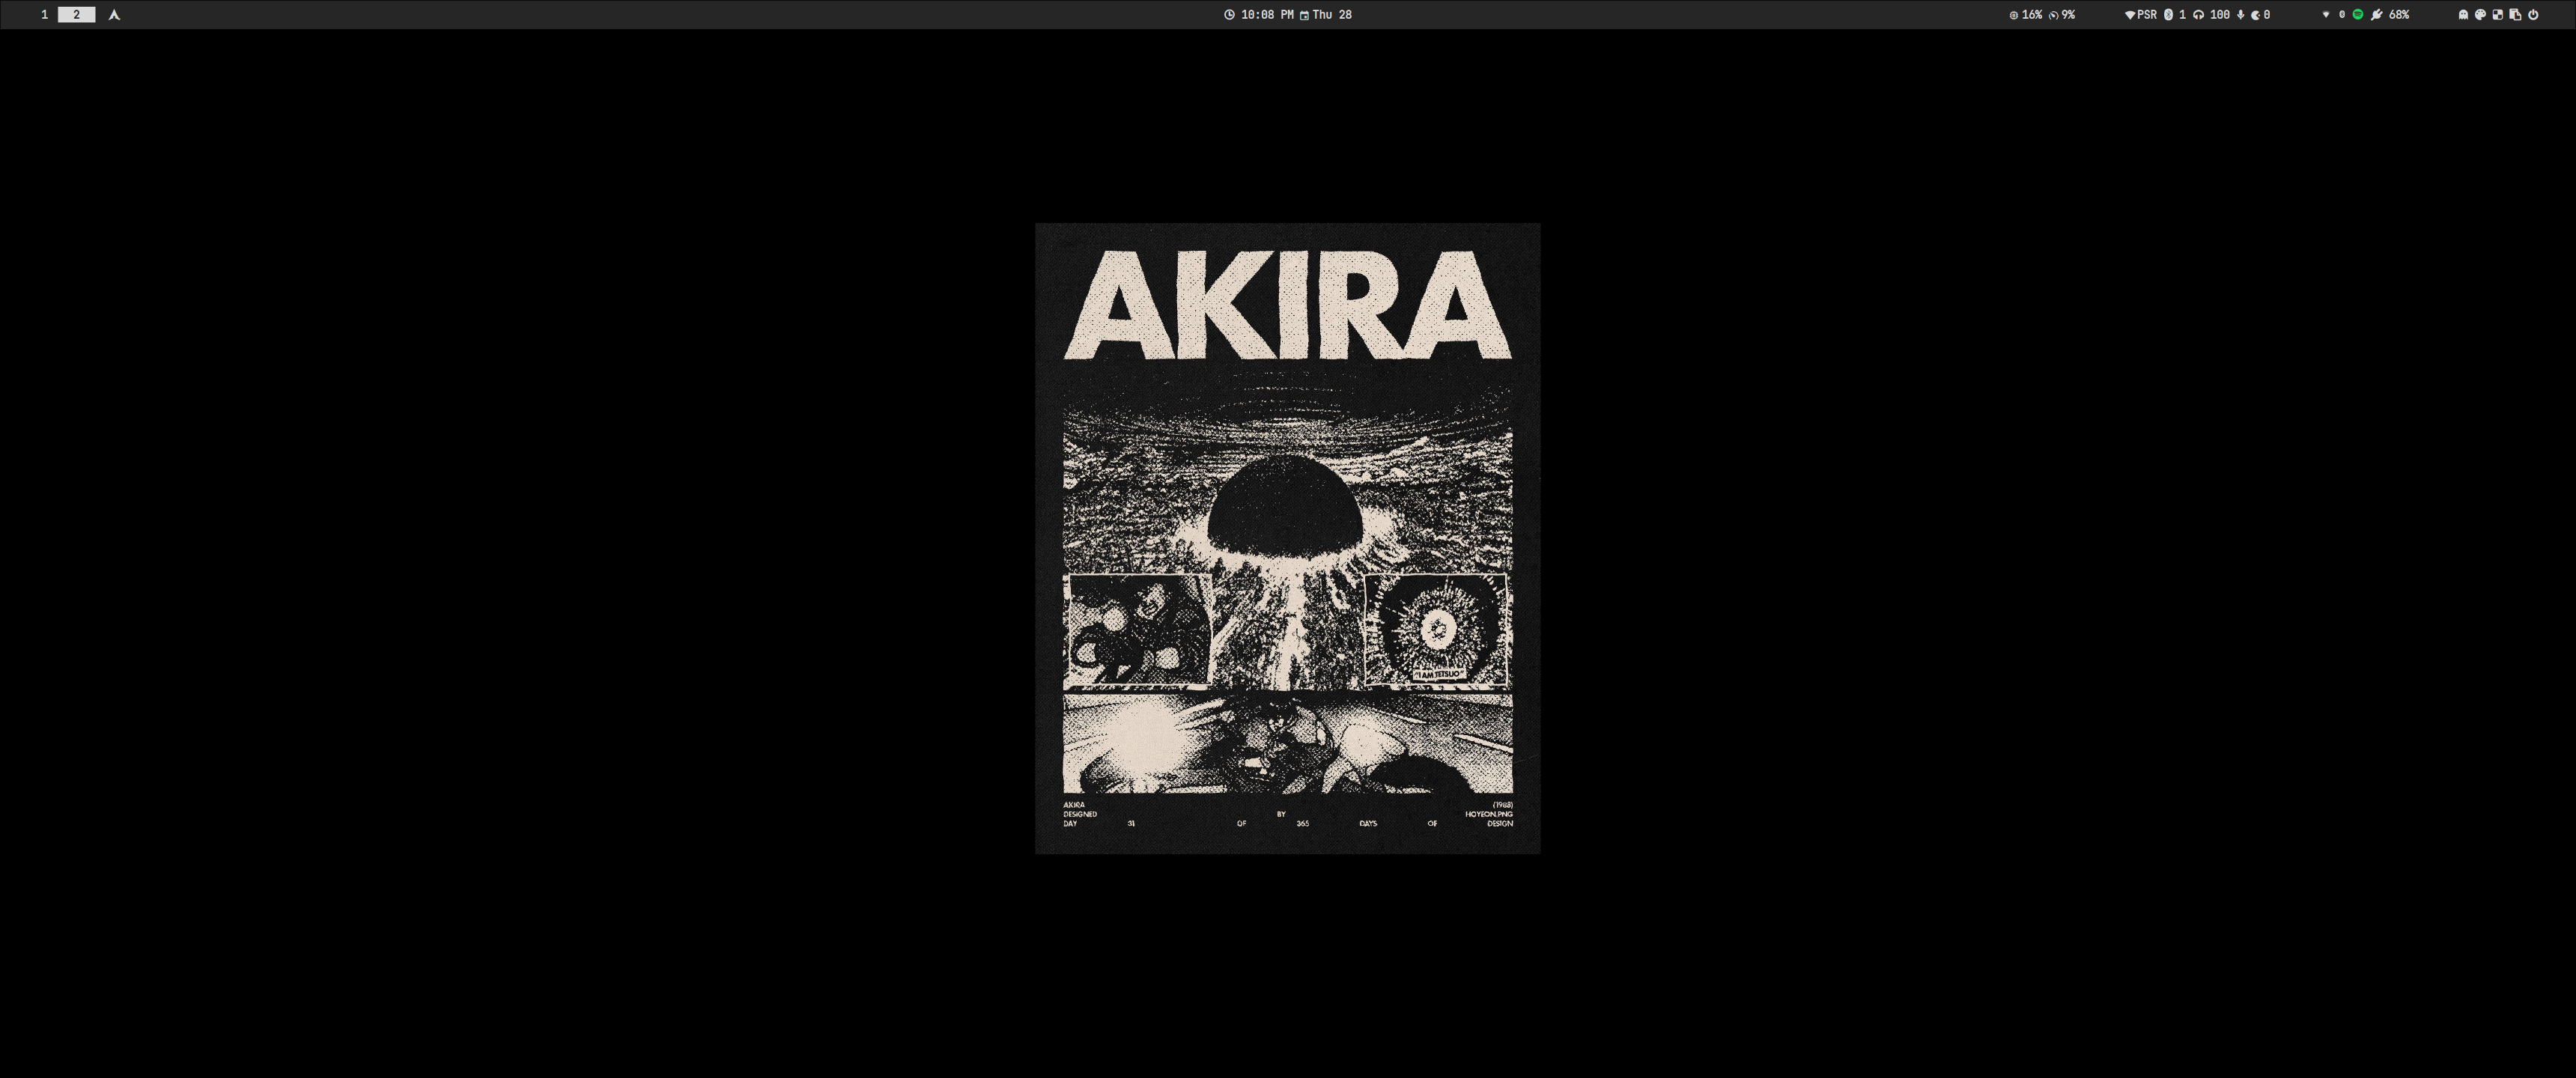 1 2 10:08 PM Thu 28 16% 9% PSR 1 100 0 0 68%
AKIRA
"I AM TETSUO"
AKIRA (1988)
DESIGNED BY HOYEON.PNG
DAY 31 OF 365 DAYS OF DESIGN